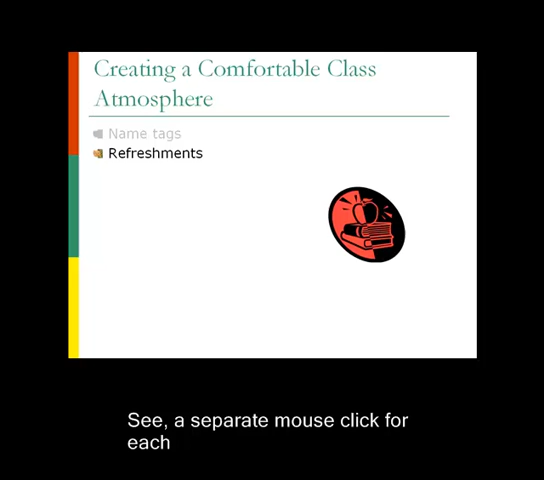 Creating a Comfortable Class
Atmosphere
Name tags
Refreshments
See, a separate mouse click for
each